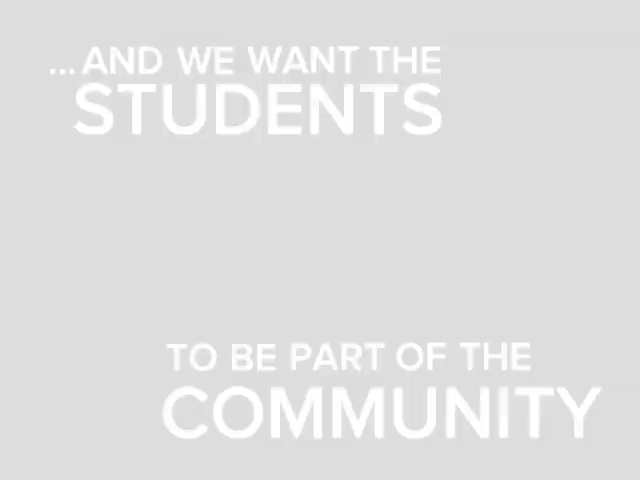 ...AND WE WANT THE
STUDENTS
TO BE PART OF THE
COMMUNITY